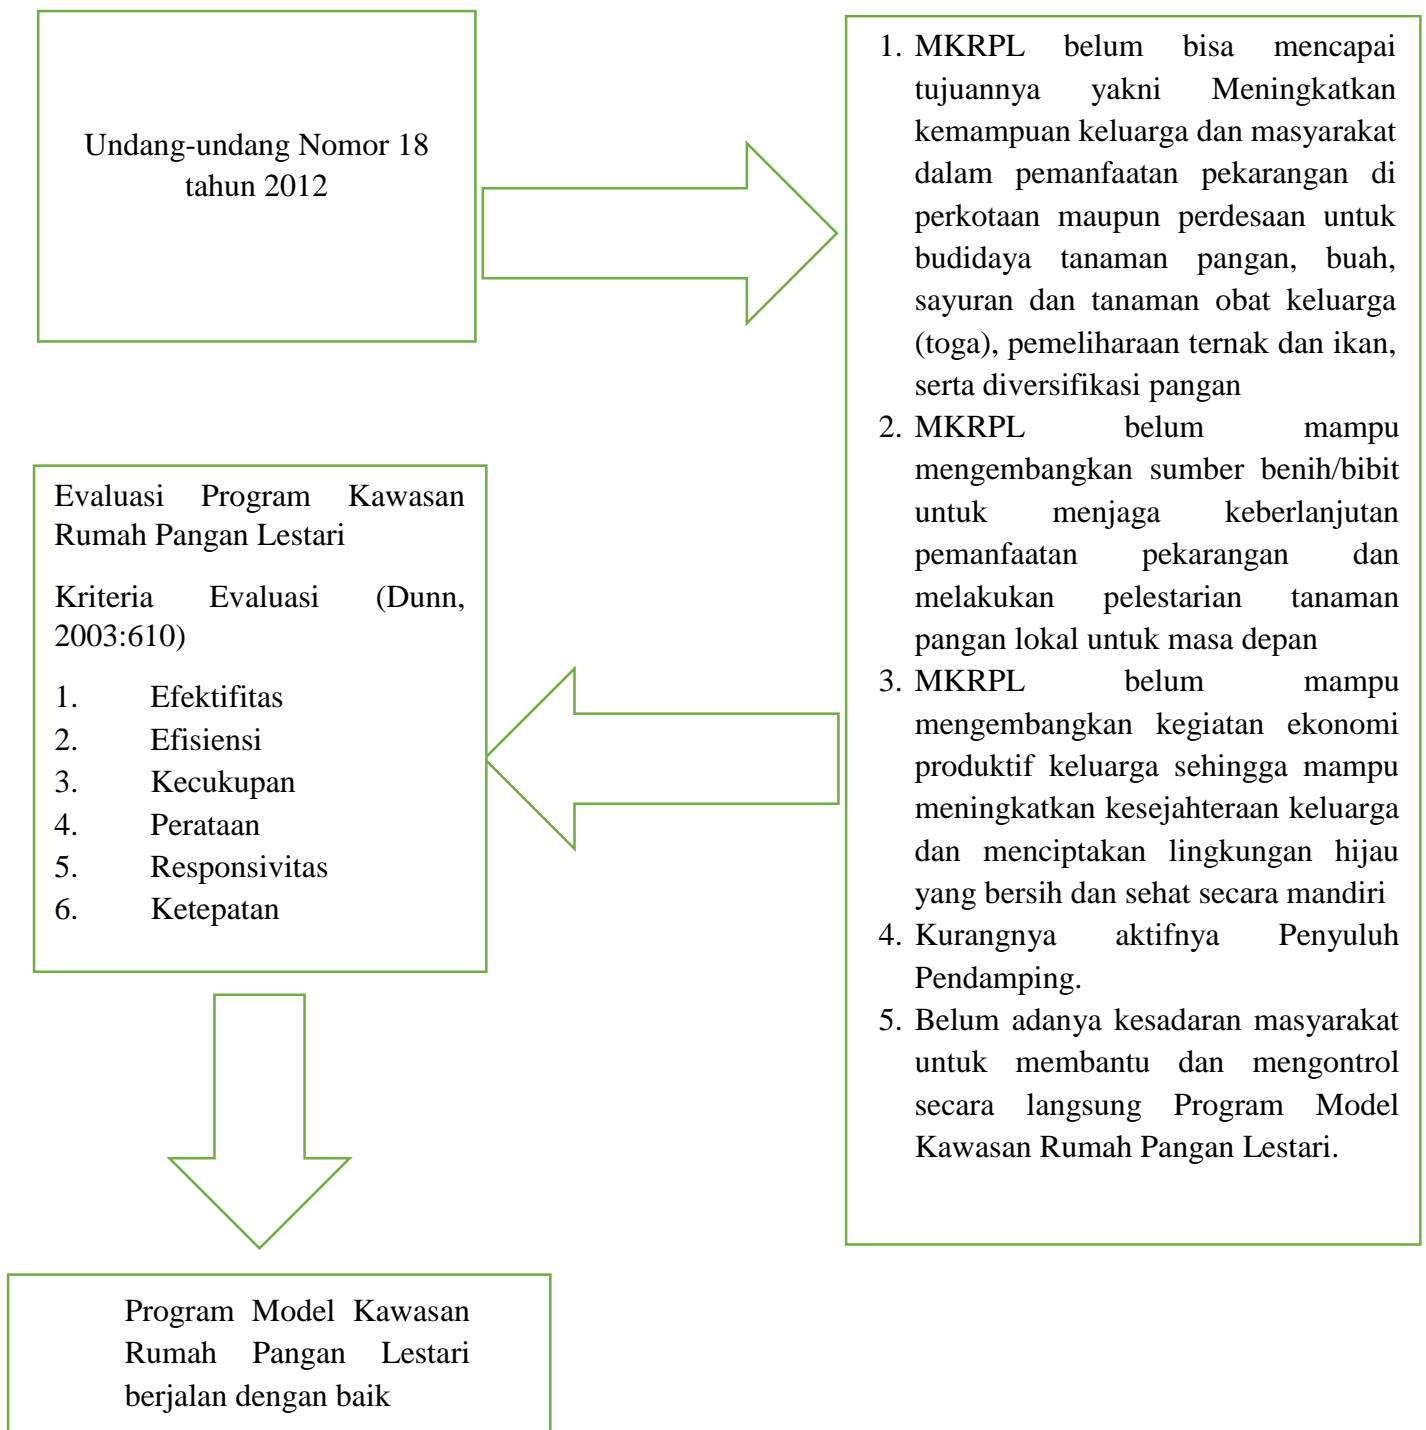 Undang-undang Nomor 18
tahun 2012
1. MKRPL belum bisa mencapai
tujuannya yakni Meningkatkan
kemampuan keluarga dan masyarakat
dalam pemanfaatan pekarangan di
perkotaan maupun perdesaan untuk
budidaya tanaman pangan, buah,
sayuran dan tanaman obat keluarga
(toga), pemeliharaan ternak dan ikan,
serta diversifikasi pangan
2. MKRPL belum mampu
mengembangkan sumber benih/bibit
untuk menjaga keberlanjutan
pemanfaatan pekarangan dan
melakukan pelestarian tanaman
pangan lokal untuk masa depan
3. MKRPL belum mampu
mengembangkan kegiatan ekonomi
produktif keluarga sehingga mampu
meningkatkan kesejahteraan keluarga
dan menciptakan lingkungan hijau
yang bersih dan sehat secara mandiri
4. Kurangnya aktifnya Penyuluh
Pendamping.
5. Belum adanya kesadaran masyarakat
untuk membantu dan mengontrol
secara langsung Program Model
Kawasan Rumah Pangan Lestari.
Evaluasi Program Kawasan
Rumah Pangan Lestari
Kriteria Evaluasi (Dunn,
2003:610)
1. Efektifitas
2. Efisiensi
3. Kecukupan
4. Perataan
5. Responsivitas
6. Ketepatan
Program Model Kawasan
Rumah Pangan Lestari
berjalan dengan baik